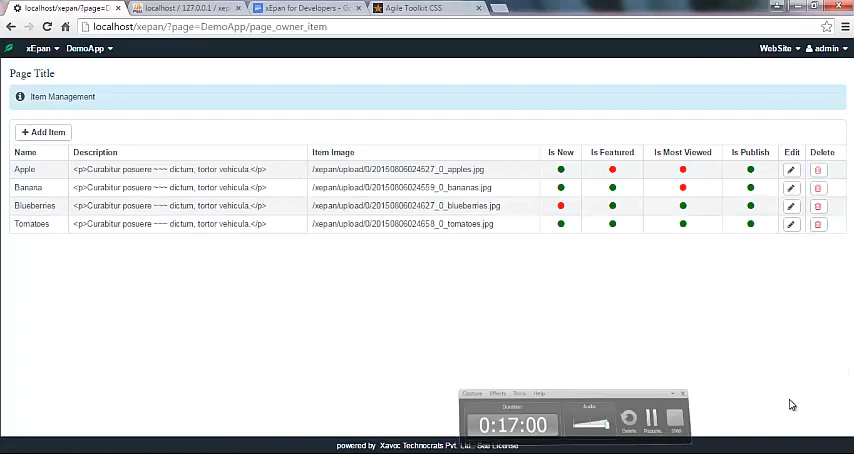 localhost/xepan/?page=D
localhost / 127.0.0.1 / xep
xEpan for Developers - G
Agile Toolkit CSS
localhost/xepan/?page=DemoApp/page_owner_item
xEpan DemoApp WebSite admin
Page Title
Item Management
+ Add Item
Name Description Item Image Is New Is Featured Is Most Viewed Is Publish Edit Delete
Apple <p>Curabitur posuere ~~~ dictum, tortor vehicula.</p> /xepan/upload/0/20150806024527_0_apples.jpg
Banana <p>Curabitur posuere ~~~ dictum, tortor vehicula.</p> /xepan/upload/0/20150806024559_0_bananas.jpg
Blueberries <p>Curabitur posuere ~~~ dictum, tortor vehicula.</p> /xepan/upload/0/20150806024627_0_blueberries.jpg
Tomatoes <p>Curabitur posuere ~~~ dictum, tortor vehicula.</p> /xepan/upload/0/20150806024658_0_tomatoes.jpg
Capture Effects Tools Help
Duration Audio
0:17:00
Delete Resume Stop
powered by Xavoc Technocrats Pvt. Ltd., See License